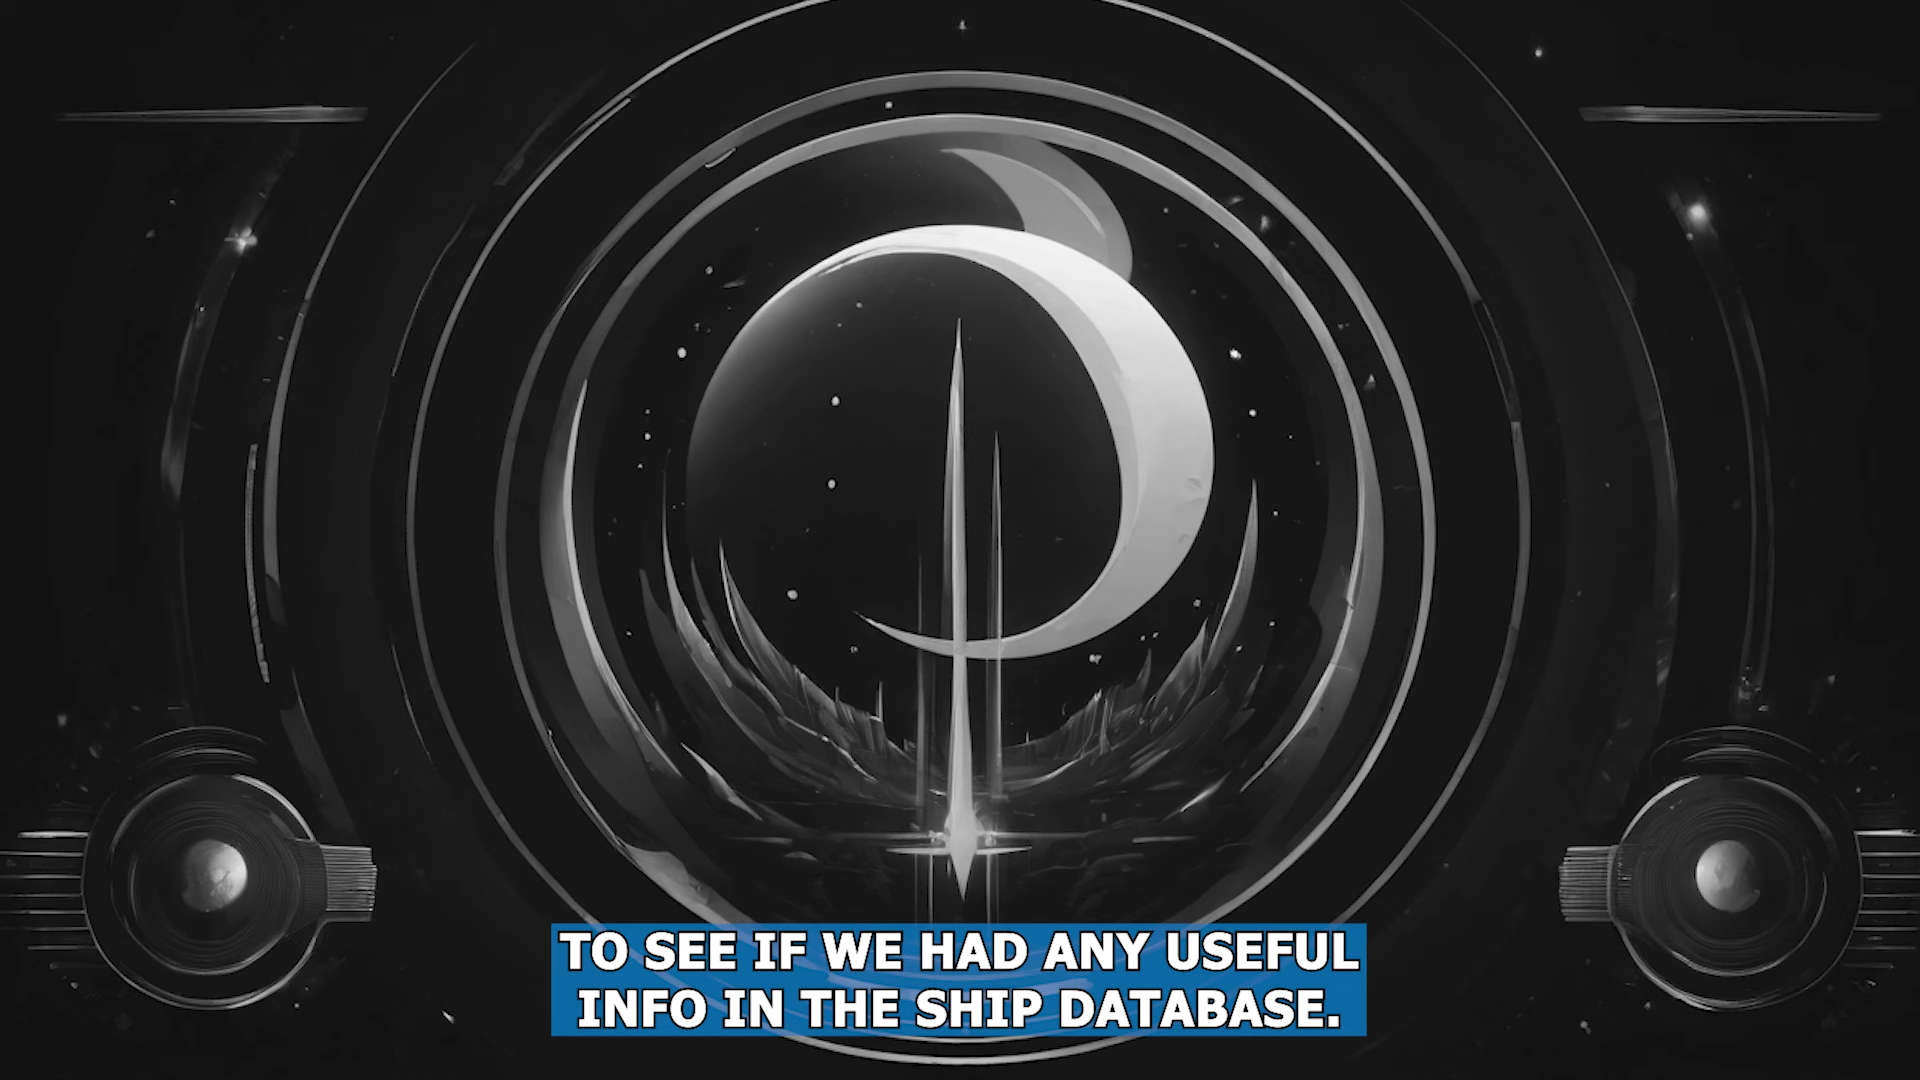 TO SEE IF WE HAD ANY USEFUL
INFO IN THE SHIP DATABASE.